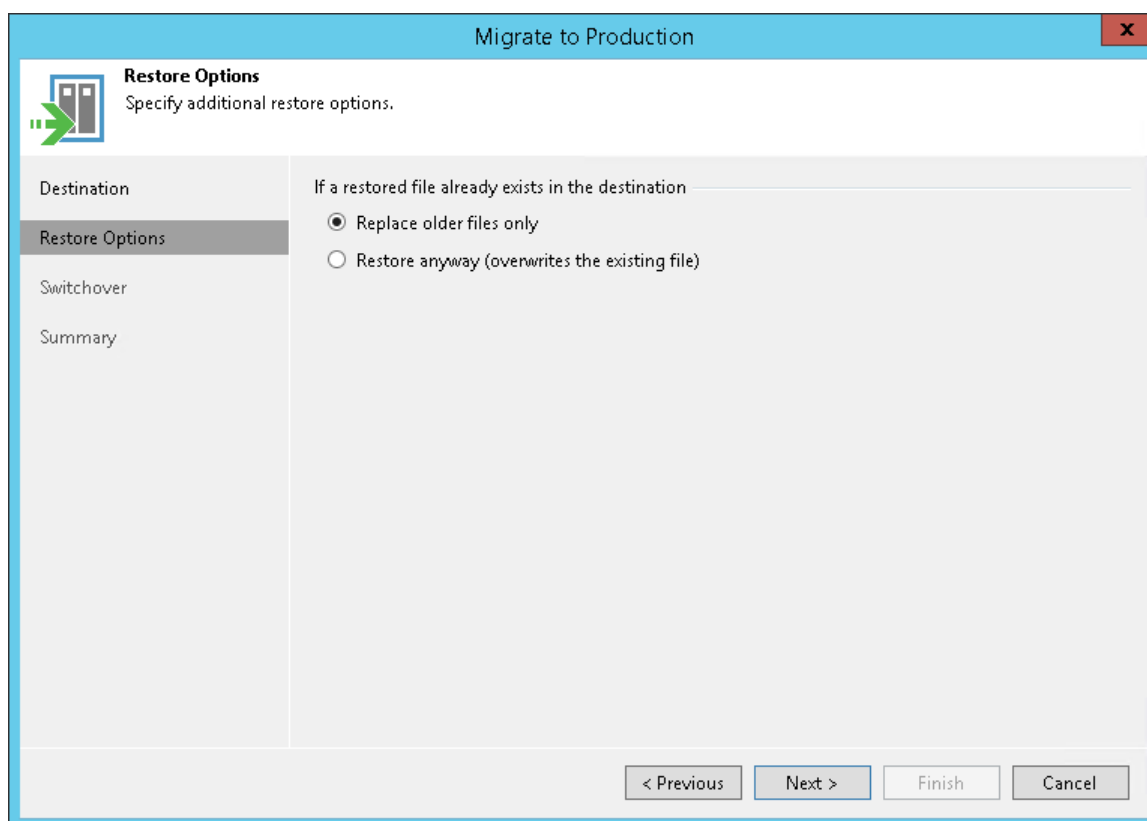 Migrate to Production
x
Restore Options
Specify additional restore options.
Destination
Restore Options
Switchover
Summary
If a restored file already exists in the destination
Replace older files only
Restore anyway (overwrites the existing file)
< Previous
Next >
Finish
Cancel